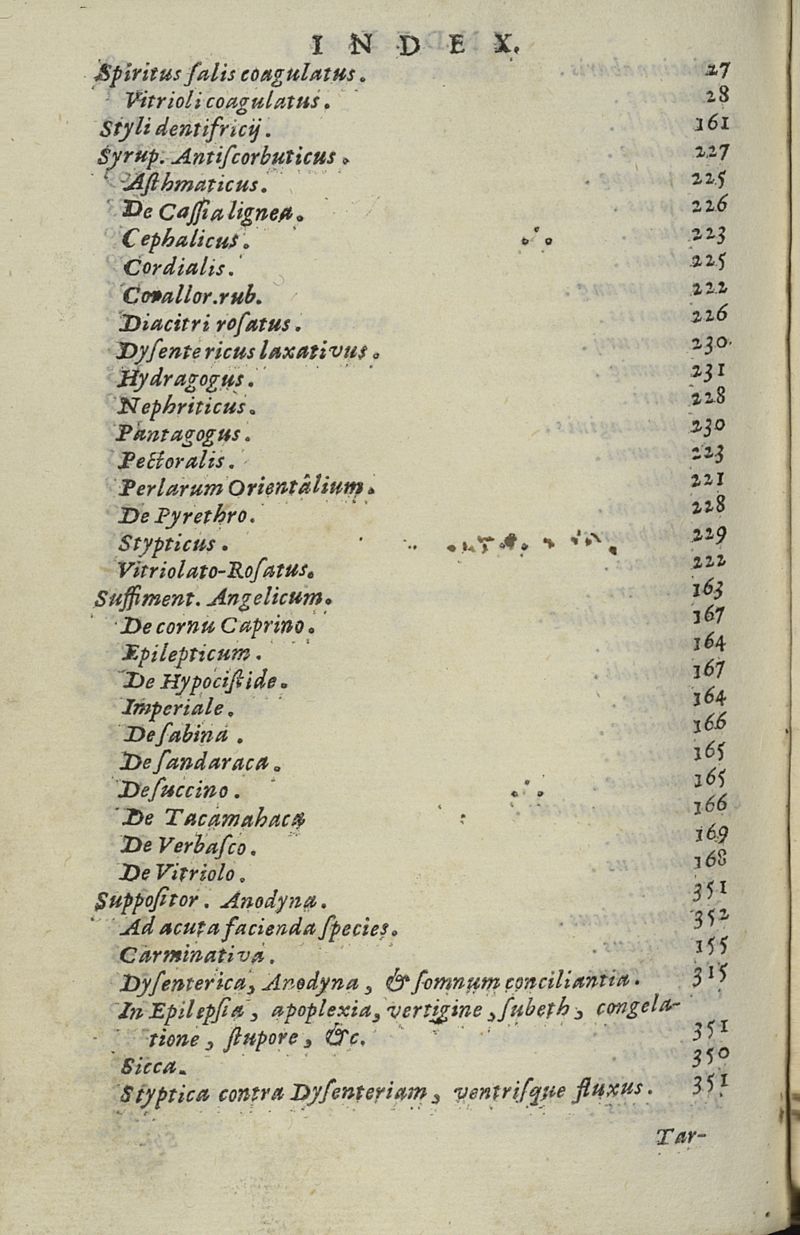 INDEX.
Spiritus ſalis coagulatus. 27
Vitrioli coagulatus. 28
Styli dentifricij. 161
Syrup. Antiſcorbuticus. 227
Aſthmaticus. 225
De Caſſia lignea. 226
Cephalicus. 223
Cordialis. 225
Corallor. rub. 222
Diacitri roſatus. 226
Dyſentericus laxativus. 230.
Hydragogus. 231
Nephriticus. 228
Pantagogus. 230
Pectoralis. 223
Perlarum Orientâlium. 221
De Pyrethro. 228
Stypticus. 229
Vitriolato-Roſatus. 222
Suffiment. Angelicum. 163
De cornu Caprino. 167
Epilepticum. 164
De Hypociſtide. 167
Imperiale. 164
De ſabina. 166
De ſandaraca. 165
De ſuccino. 165
De Tacamahaca 166
De Verbaſco. 169
De Vitriolo. 168
Suppoſitor. Anodyna. 351
Ad acuta facienda ſpecies. 352
Carminativa. 155
Dyſenterica, Anodyna, & ſomnum conciliantia. 315
In Epilepſia, apoplexia, vertigine, ſubeth, congela-
tione, ſtupore, &c. 351
Sicca. 350
Styptica contra Dyſenteriam, ventriſque fluxus. 351
Tar-